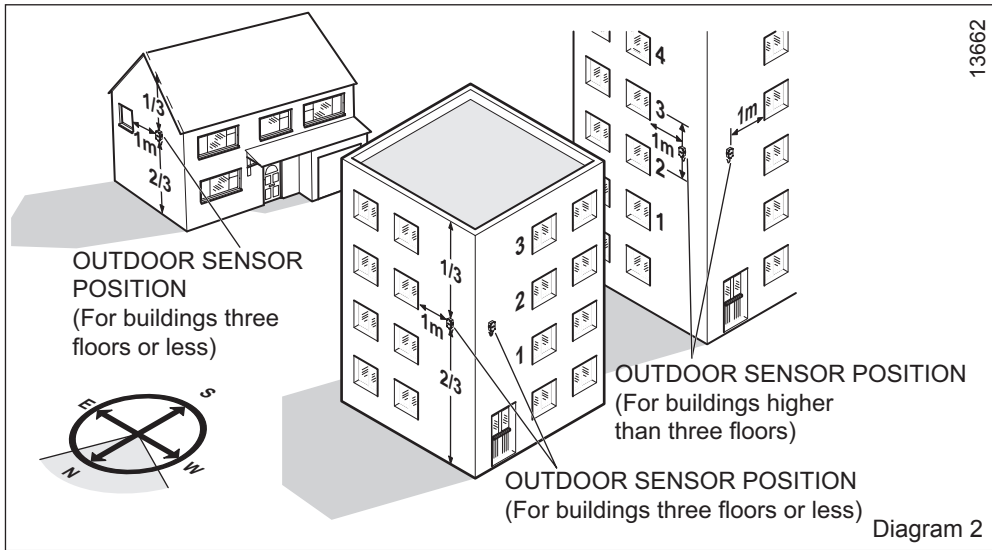 13662
1/3
1m
2/3
OUTDOOR SENSOR
POSITION
(For buildings three
floors or less)
E
S
N
W
1/3
1m
2/3
3
2
1
4
3
1m
2
1
1m
OUTDOOR SENSOR POSITION
(For buildings higher
than three floors)
OUTDOOR SENSOR POSITION
(For buildings three floors or less)
Diagram 2